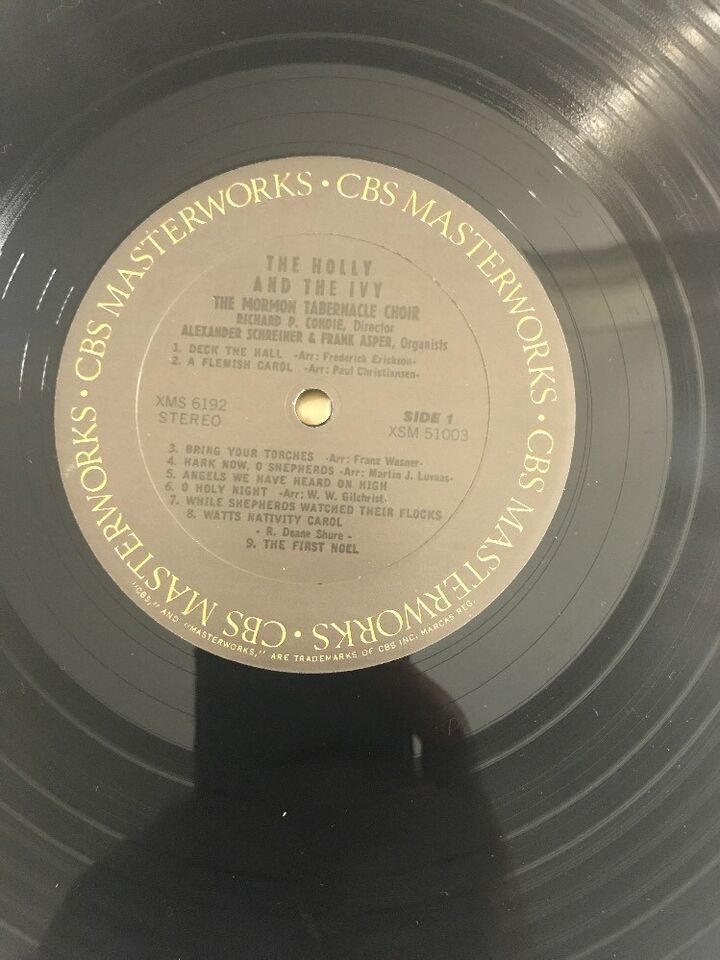 CBS MASTERWORKS • CBS MASTERWORKS • CBS MASTERWORKS • CBS MASTERWORKS • CBS MASTERWORKS •
THE HOLLY
AND THE IVY
THE MORMON TABERNACLE CHOIR
RICHARD P. CONDIE, Director
ALEXANDER SCHREINER & FRANK ASPER, Organists
1. DECK THE HALL -Arr: Frederick Erickson-
2. A FLEMISH CAROL -Arr: Paul Christiansen-
XMS 6192
STEREO
SIDE 1
XSM 51003
3. BRING YOUR TORCHES -Arr: Franz Wasner-
4. HARK NOW, O SHEPHERDS -Arr: Martin J. Luvaas-
5. ANGELS WE HAVE HEARD ON HIGH
6. O HOLY NIGHT -Arr: W. W. Gilchrist-
7. WHILE SHEPHERDS WATCHED THEIR FLOCKS
8. WATTS NATIVITY CAROL
- R. Deane Shure -
9. THE FIRST NOEL
"CBS," AND "MASTERWORKS," ARE TRADEMARKS OF CBS INC; MARCAS REG.